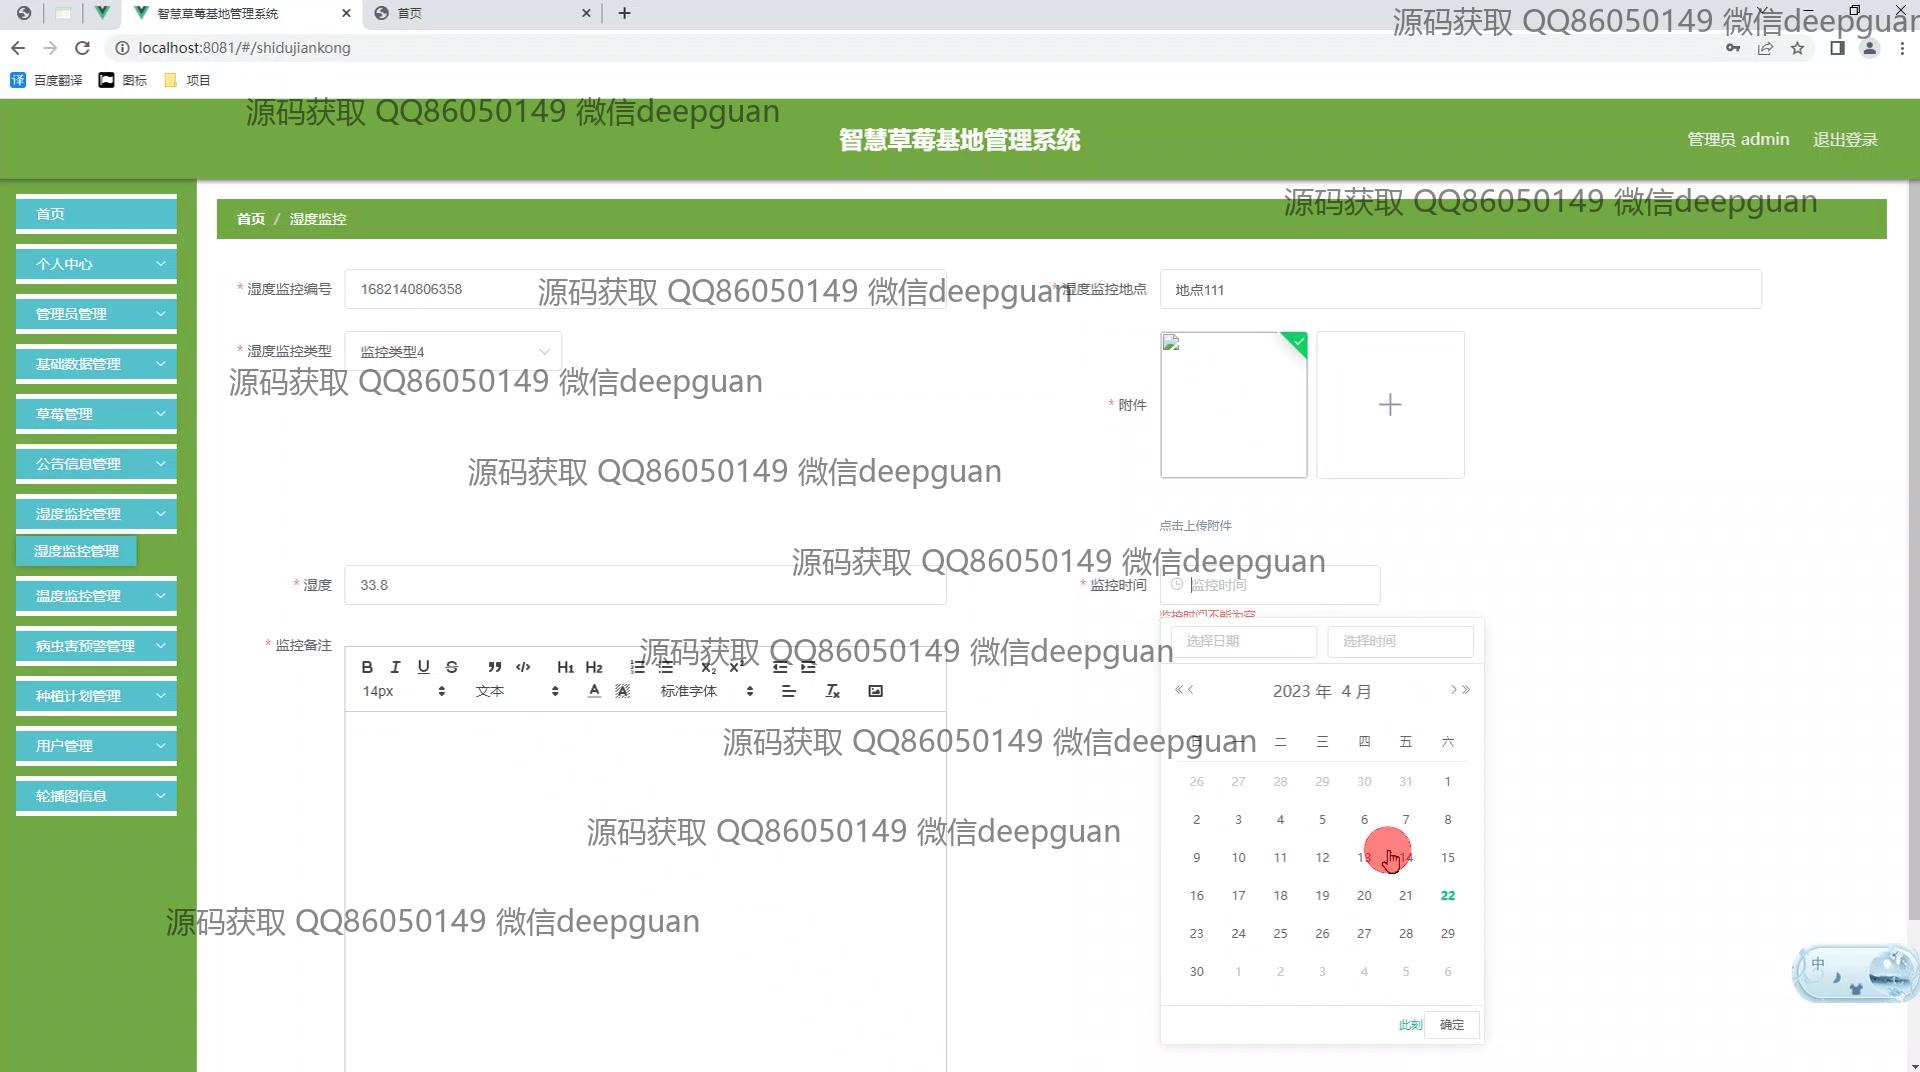 智慧草莓基地管理系统
首页
localhost:8081/#/shidujiankong
百度翻译
图标
项目
源码获取 QQ86050149 微信deepguan
源码获取 QQ86050149 微信deepguan
智慧草莓基地管理系统
管理员 admin
退出登录
源码获取 QQ86050149 微信deepguan
首页
个人中心
管理员管理
基础数据管理
草莓管理
公告信息管理
湿度监控管理
湿度监控管理
温度监控管理
病虫害预警管理
种植计划管理
用户管理
轮播图信息
首页 / 湿度监控
* 湿度监控编号
1682140806358
源码获取 QQ86050149 微信deepguan
湿度监控地点
地点111
* 湿度监控类型
监控类型4
源码获取 QQ86050149 微信deepguan
* 附件
源码获取 QQ86050149 微信deepguan
点击上传附件
源码获取 QQ86050149 微信deepguan
* 湿度
33.8
* 监控时间
监控时间
监控时间不能为空
* 监控备注
源码获取 QQ86050149 微信deepguan
B I U S ” </> H1 H2 X₂ X²
14px 文本 A A 标准字体
选择日期
选择时间
2023 年 4 月
源码获取 QQ86050149 微信deepguan
日 一 二 三 四 五 六
26 27 28 29 30 31 1
2 3 4 5 6 7 8
9 10 11 12 13 14 15
16 17 18 19 20 21 22
23 24 25 26 27 28 29
30 1 2 3 4 5 6
此刻
确定
源码获取 QQ86050149 微信deepguan
源码获取 QQ86050149 微信deepguan
中